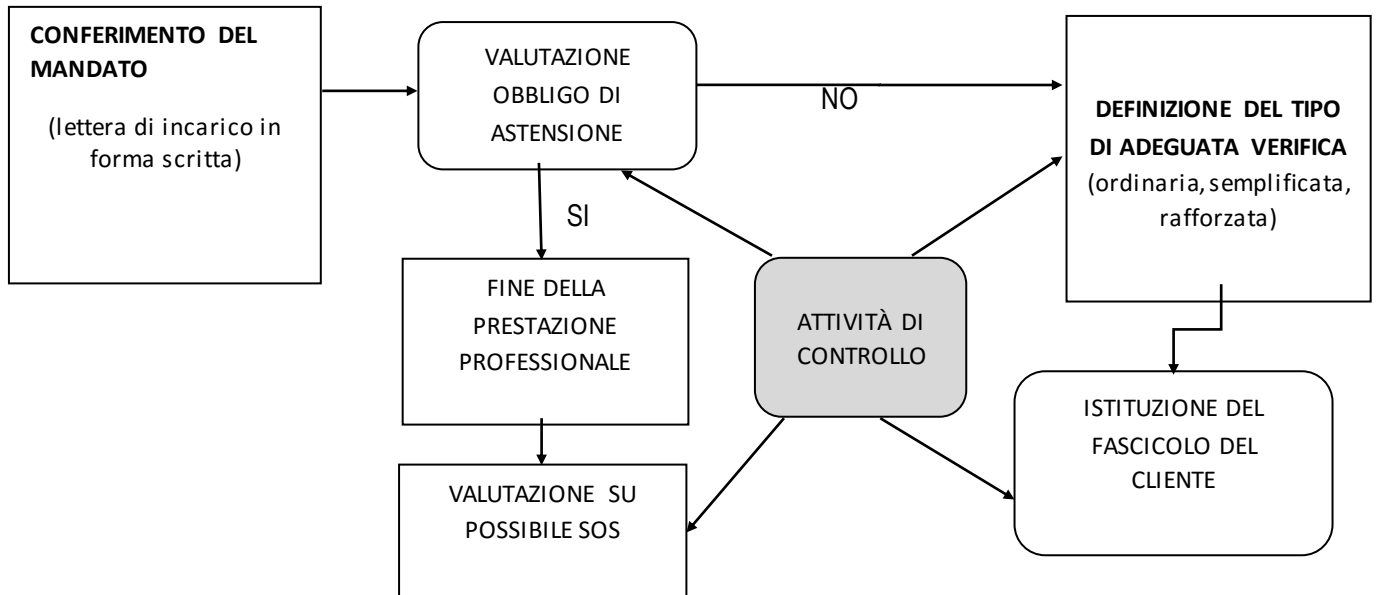 CONFERIMENTO DEL
MANDATO
(lettera di incarico in
forma scritta)
VALUTAZIONE
OBBLIGO DI
ASTENSIONE
NO
DEFINIZIONE DEL TIPO
DI ADEGUATA VERIFICA
(ordinaria, semplificata,
rafforzata)
SI
FINE DELLA
PRESTAZIONE
PROFESSIONALE
ATTIVITÀ DI
CONTROLLO
ISTITUZIONE DEL
FASCICOLO DEL
CLIENTE
VALUTAZIONE SU
POSSIBILE SOS